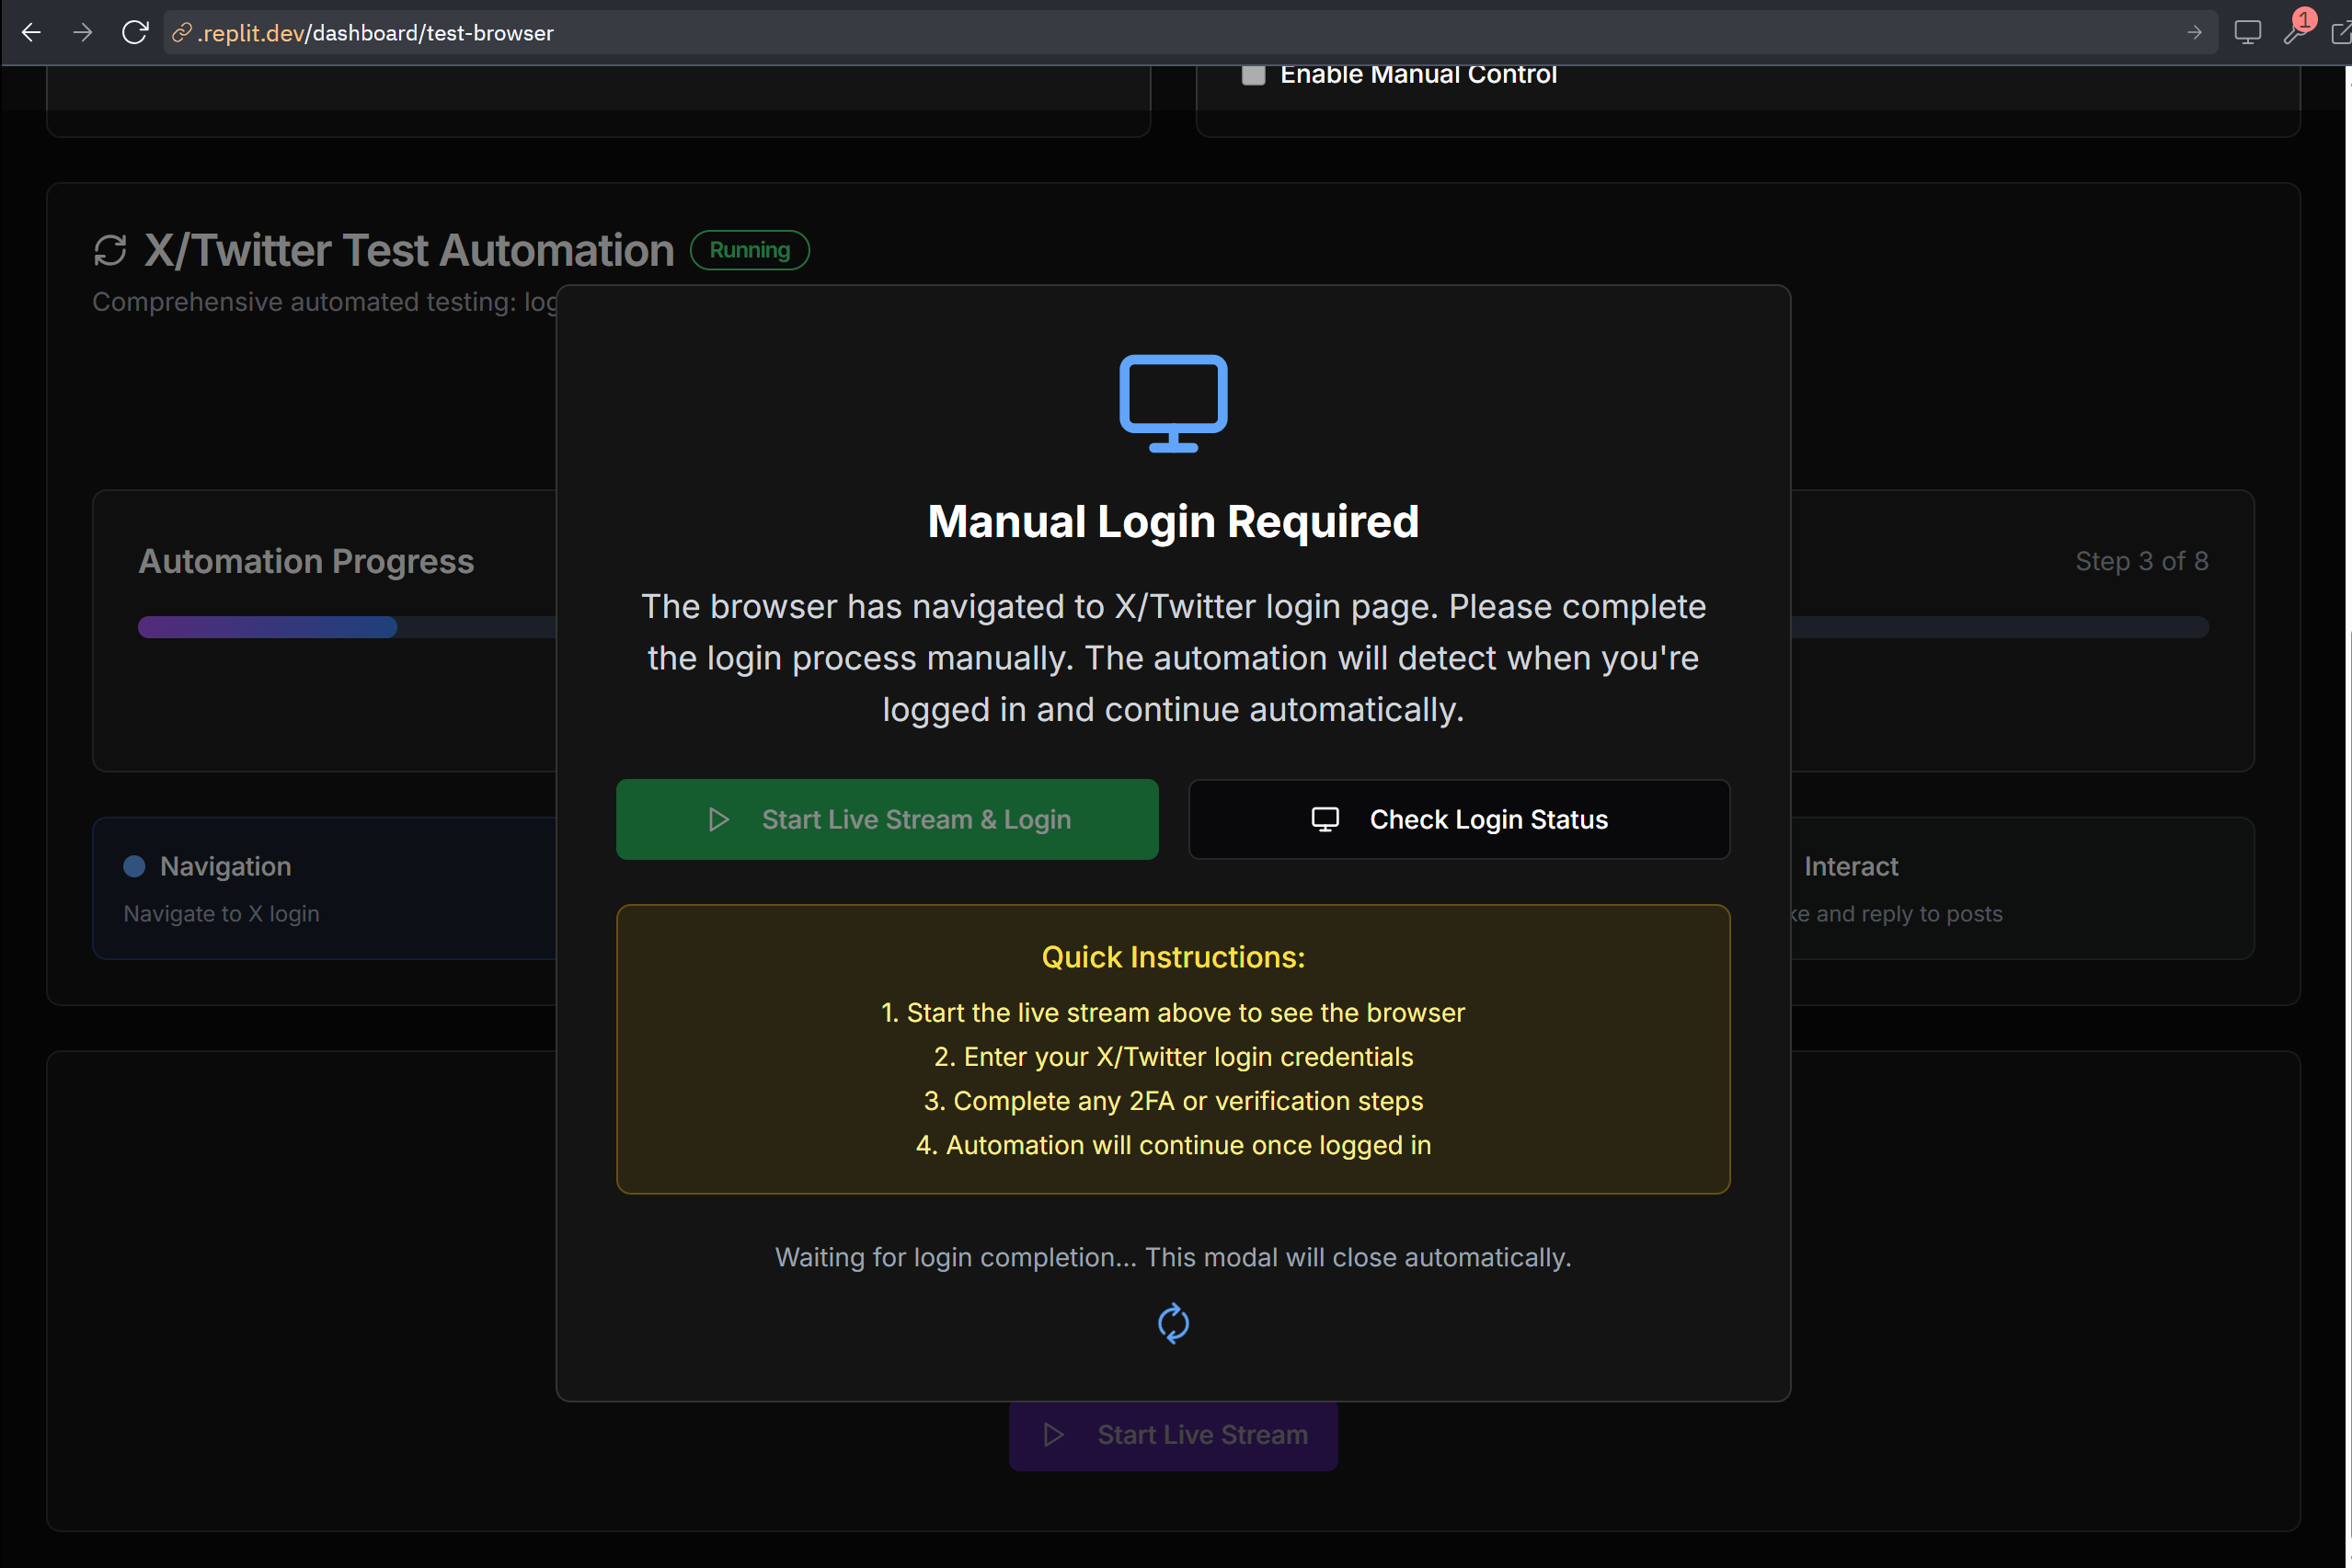 .replit.dev/dashboard/test-browser
1
Enable Manual Control
X/Twitter Test Automation
Running
Comprehensive automated testing:
Manual Login Required
Automation Progress
Step 3 of 8
The browser has navigated to X/Twitter login page. Please complete
the login process manually. The automation will detect when you're
logged in and continue automatically.
Start Live Stream & Login
Check Login Status
Navigation
Navigate to X login
Interact
and reply to posts
Quick Instructions:
1. Start the live stream above to see the browser
2. Enter your X/Twitter login credentials
3. Complete any 2FA or verification steps
4. Automation will continue once logged in
Waiting for login completion... This modal will close automatically.
Start Live Stream